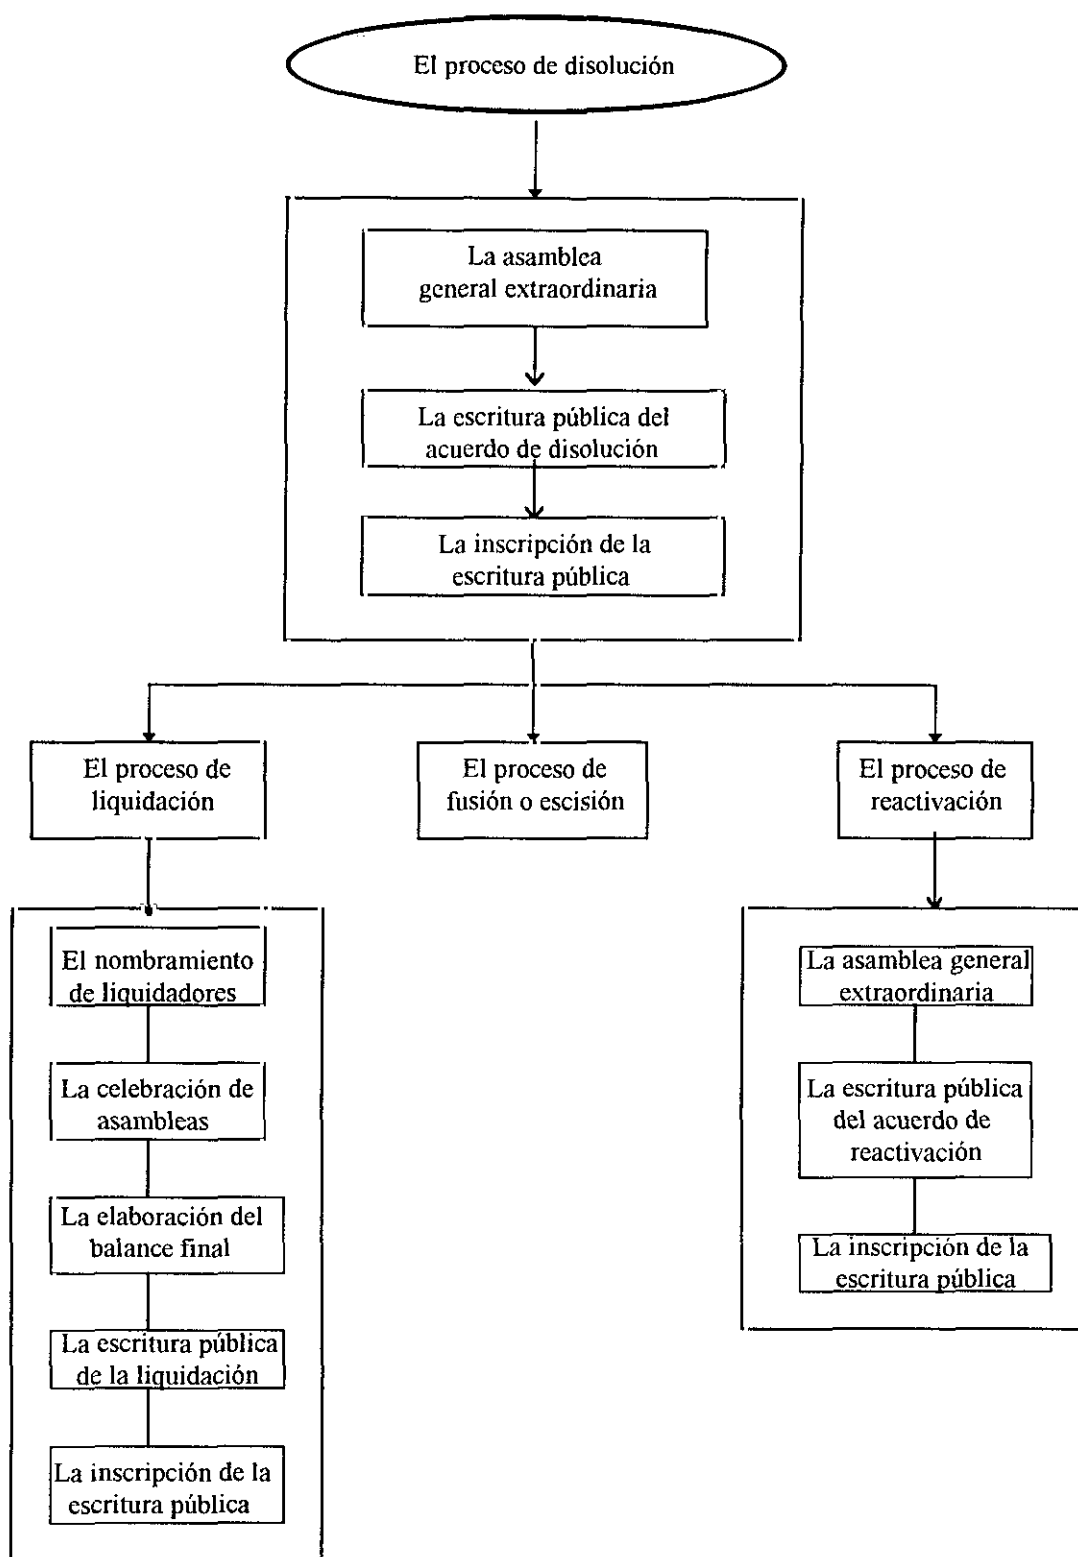 El proceso de disolución
La asamblea
general extraordinaria
La escritura pública del
acuerdo de disolución
La inscripción de la
escritura pública
El proceso de
liquidación
El proceso de
fusión o escisión
El proceso de
reactivación
El nombramiento
de liquidadores
La celebración de
asambleas
La elaboración del
balance final
La escritura pública
de la liquidación
La inscripción de la
escritura pública
La asamblea general
extraordinaria
La escritura pública
del acuerdo de
reactivación
La inscripción de la
escritura pública